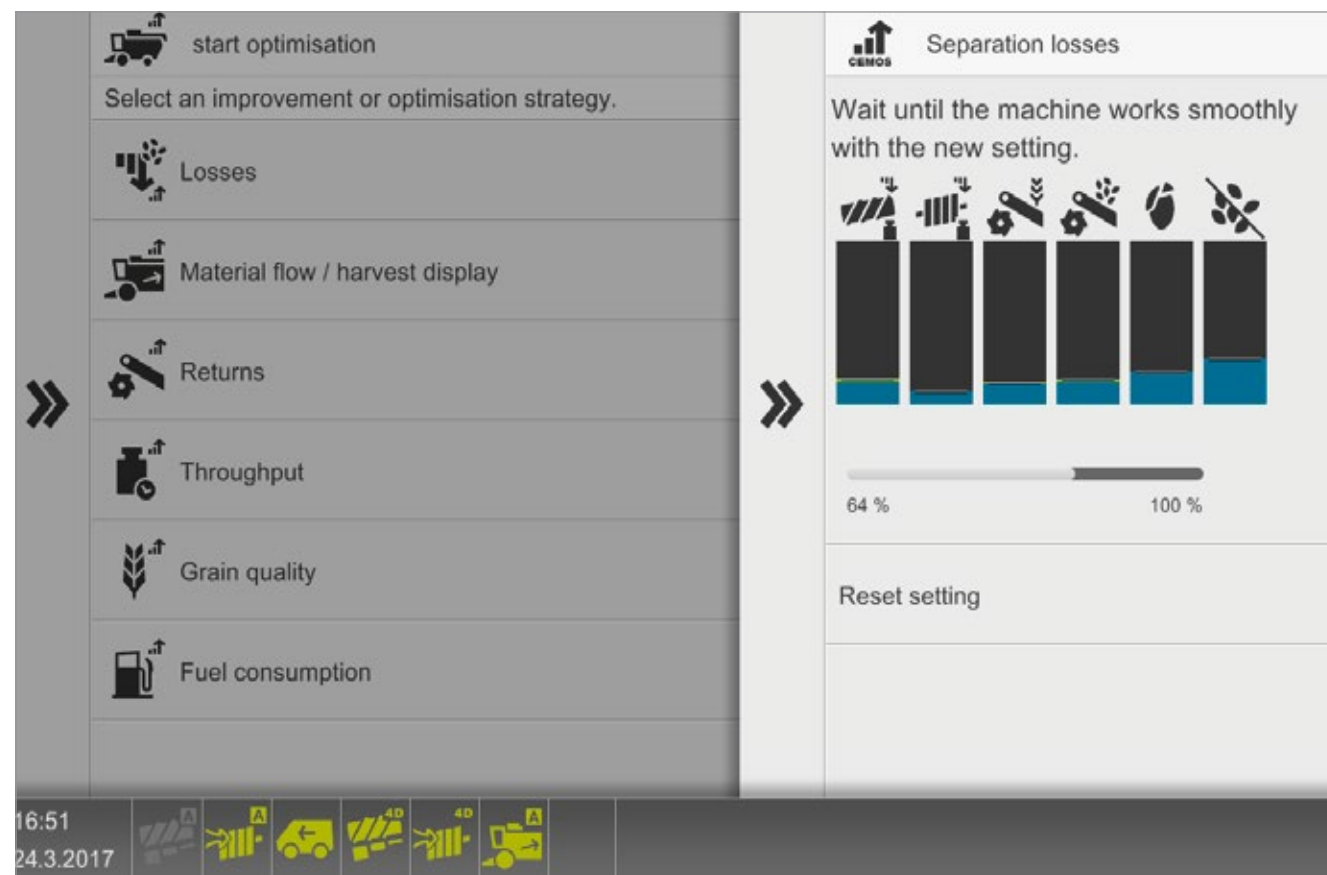 start optimisation
Select an improvement or optimisation strategy.
Losses
Material flow / harvest display
Returns
Throughput
Grain quality
Fuel consumption
CEMOS
Separation losses
Wait until the machine works smoothly
with the new setting.
64 %
100 %
Reset setting
16:51
24.3.2017
A
A
4D
4D
A